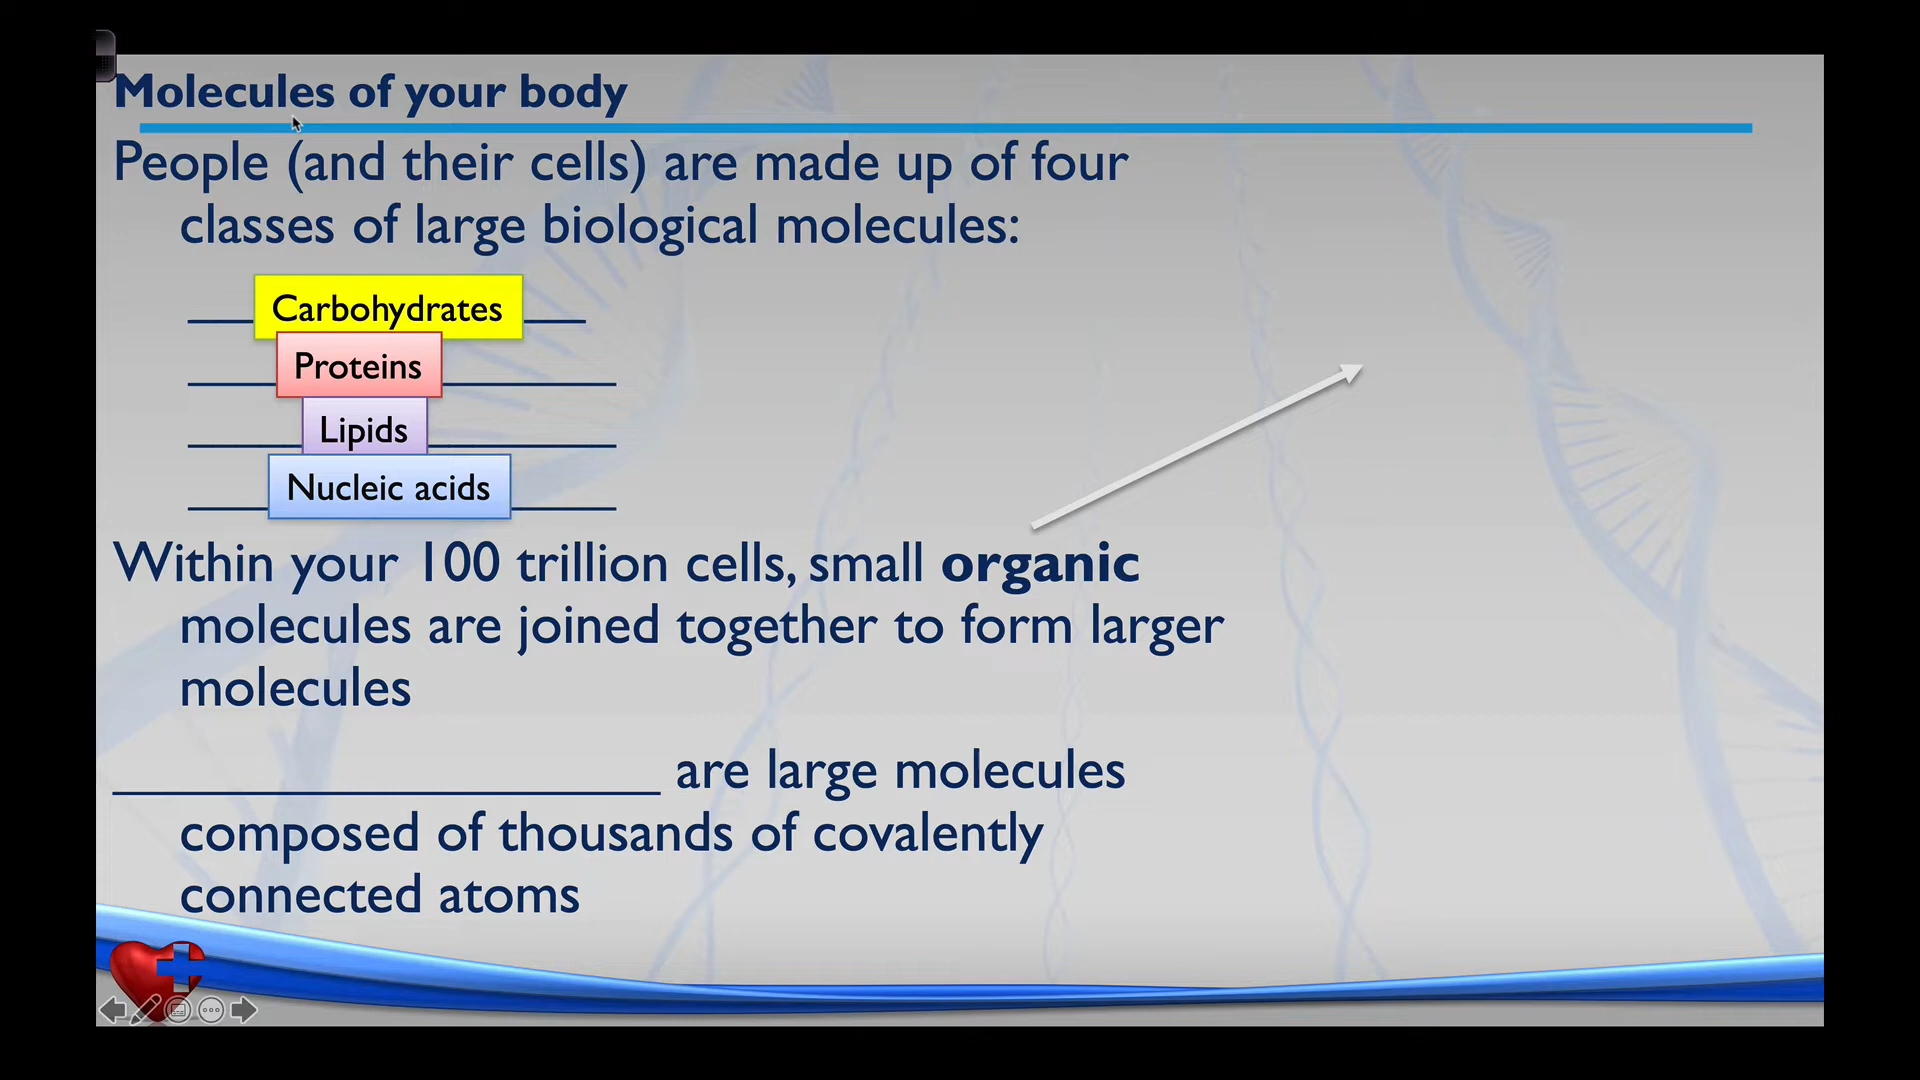 Molecules of your body
People (and their cells) are made up of four
classes of large biological molecules:
Carbohydrates
Proteins
Lipids
Nucleic acids
Within your 100 trillion cells, small organic
molecules are joined together to form larger
molecules
__________________ are large molecules
composed of thousands of covalently
connected atoms